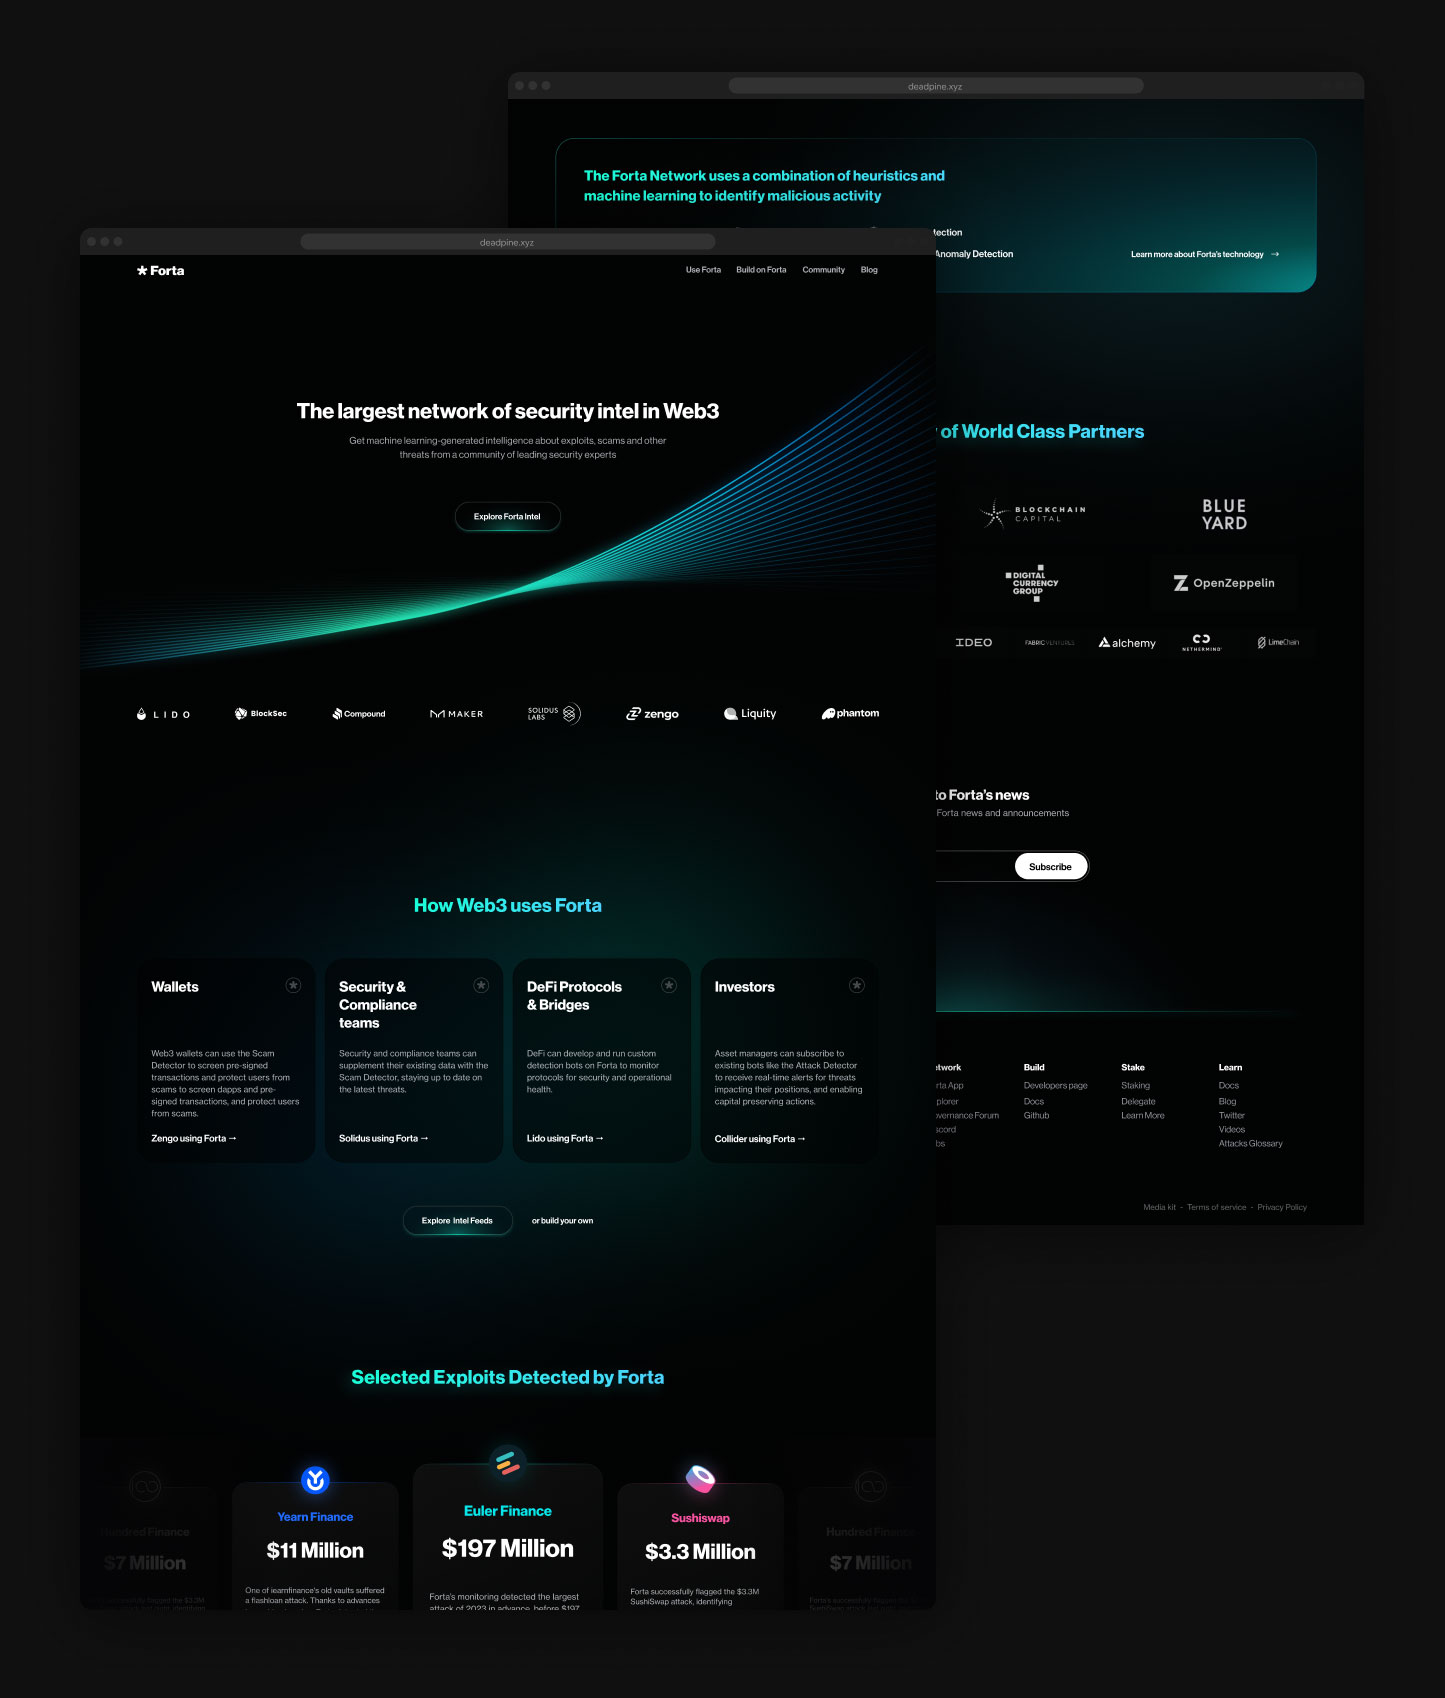 deadpine.xyz
The Forta Network uses a combination of heuristics and
machine learning to identify malicious activity
tection
Anomaly Detection
Learn more about Forta's technology →
of World Class Partners
BLOCKCHAIN
CAPITAL
BLUE
YARD
DIGITAL
CURRENCY
GROUP
OpenZeppelin
IDEO
FABRIC VENTURES
alchemy
NETHERMIND
LimeChain
to Forta's news
Forta news and announcements
Subscribe
etwork
rta App
plorer
overnance Forum
scord
bs
Build
Developers page
Docs
Github
Stake
Staking
Delegate
Learn More
Learn
Docs
Blog
Twitter
Videos
Attacks Glossary
Media kit - Terms of service - Privacy Policy
deadpine.xyz
Forta
Use Forta
Build on Forta
Community
Blog
The largest network of security intel in Web3
Get machine learning-generated intelligence about exploits, scams and other
threats from a community of leading security experts
Explore Forta Intel
LIDO
BlockSec
Compound
MAKER
SOLIDUS
LABS
zengo
Liquity
phantom
How Web3 uses Forta
Wallets
Web3 wallets can use the Scam
Detector to screen pre-signed
transactions and protect users from
scams to screen dapps and pre-
signed transactions, and protect users
from scams.
Zengo using Forta →
Security &
Compliance
teams
Security and compliance teams can
supplement their existing data with the
Scam Detector, staying up to date on
the latest threats.
Solidus using Forta →
DeFi Protocols
& Bridges
DeFi can develop and run custom
detection bots on Forta to monitor
protocols for security and operational
health.
Lido using Forta →
Investors
Asset managers can subscribe to
existing bots like the Attack Detector
to receive real-time alerts for threats
impacting their positions, and enabling
capital preserving actions.
Collider using Forta →
Explore Intel Feeds
or build your own
Selected Exploits Detected by Forta
Hundred Finance
$7 Million
successfully flagged the $3.3M
Yearn Finance
$11 Million
One of iearnfinance's old vaults suffered
a flashloan attack. Thanks to advances
Euler Finance
$197 Million
Forta's monitoring detected the largest
attack of 2023 in advance, before $197
Sushiswap
$3.3 Million
Forta successfully flagged the $3.3M
SushiSwap attack, identifying
Hundred Finance
$7 Million